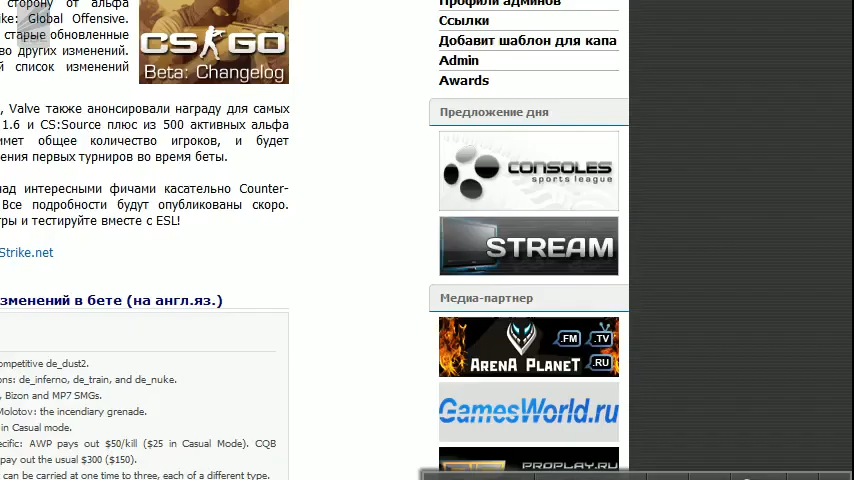 сторону от альфа
ke: Global Offensive.
старые обновленные
во других изменений.
й список изменений
CS GO
Beta: Changelog
, Valve также анонсировали награду для самых
1.6 и CS:Source плюс из 500 активных альфа
имет общее количество игроков, и будет
ения первых турниров во время беты.
над интересными фичами касательно Counter-
Все подробности будут опубликованы скоро.
ры и тестируйте вместе с ESL!
Strike.net
зменений в бете (на англ.яз.)
ompetitive de_dust2.
ons: de_inferno, de_train, and de_nuke.
, Bizon and MP7 SMGs.
Molotov: the incendiary grenade.
in Casual mode.
ecific: AWP pays out $50/kill ($25 in Casual Mode). CQB
pay out the usual $300 ($150).
can be carried at one time to three, each of a different type.
Профили админов
Ссылки
Добавит шаблон для капа
Admin
Awards
Предложение дня
CONSOLES
sports league
STREAM
Медиа-партнер
ARENA PLANET .FM .TV .RU
GamesWorld.ru
PROPLAY.RU